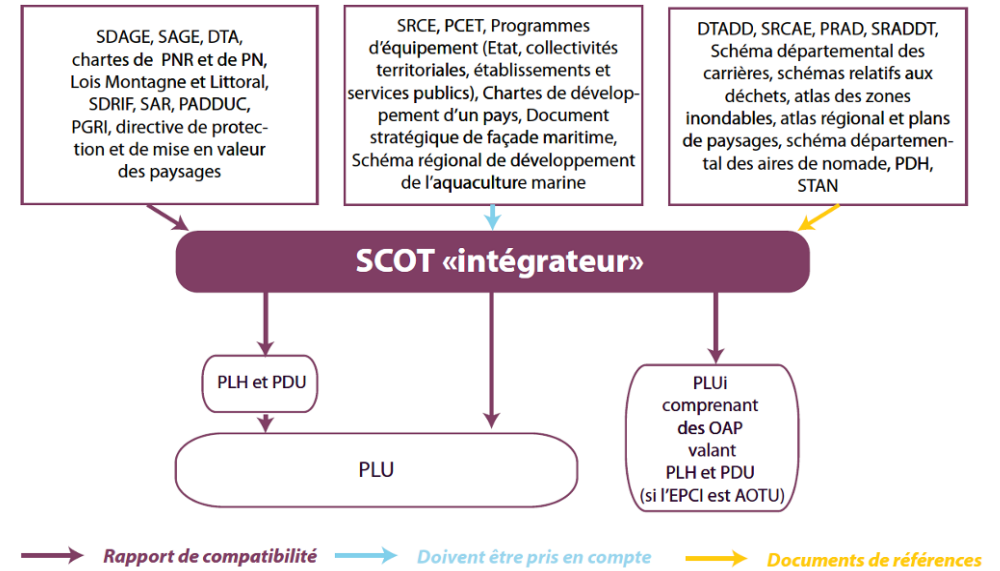 SDAGE, SAGE, DTA,
chartes de PNR et de PN,
Lois Montagne et Littoral,
SDRIF, SAR, PADDUC,
PGRI, directive de protec-
tion et de mise en valeur
des paysages
SRCE, PCET, Programmes
d'équipement (Etat, collectivités
territoriales, établissements et
services publics), Chartes de dévelop-
pement d'un pays, Document
stratégique de façade maritime,
Schéma régional de développement
de l'aquaculture marine
DTADD, SRCAE, PRAD, SRADDT,
Schéma départemental des
carrières, schémas relatifs aux
déchets, atlas des zones
inondables, atlas régional et plans
de paysages, schéma départemen-
tal des aires de nomade, PDH,
STAN
SCOT «intégrateur»
PLH et PDU
PLU
PLUi
comprenant
des OAP
valant
PLH et PDU
(si l'EPCI est AOTU)
Rapport de compatibilité
Doivent être pris en compte
Documents de références